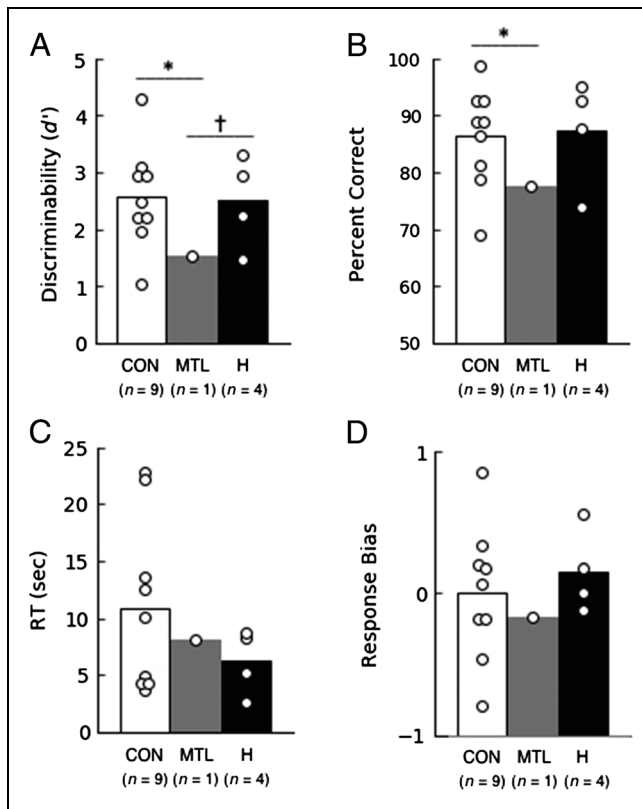 A
Discriminability (d')
5
4
3
2
1
0
*
†
CON MTL H
(n = 9) (n = 1) (n = 4)
B
Percent Correct
100
90
80
70
60
50
*
CON MTL H
(n = 9) (n = 1) (n = 4)
C
RT (sec)
25
20
15
10
5
0
CON MTL H
(n = 9) (n = 1) (n = 4)
D
Response Bias
1
0
−1
CON MTL H
(n = 9) (n = 1) (n = 4)